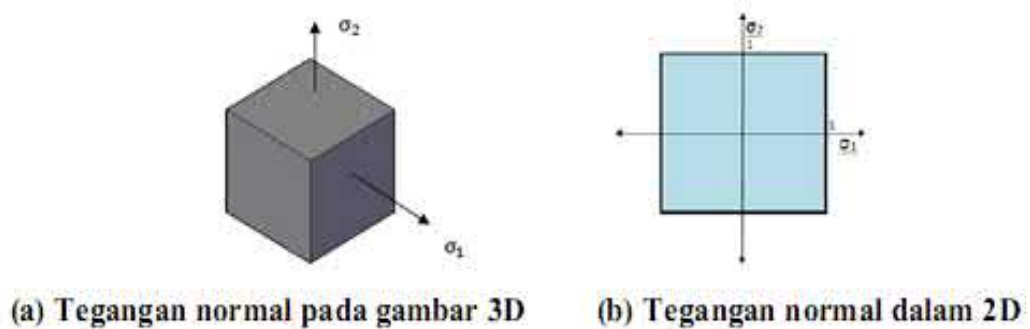 σ₂
σ₁
σ₂
1
1
σ₁
(a) Tegangan normal pada gambar 3D
(b) Tegangan normal dalam 2D